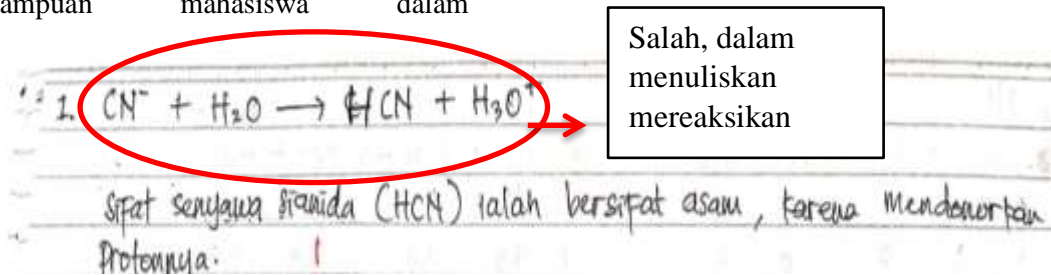 mahasiswa dalam
Salah, dalam
menuliskan
mereaksikan
1. CN⁻ + H₂O → HCN + H₃O⁺
sifat senyawa sianida (HCN) ialah bersifat asam, karena mendonorkan
protonnya.